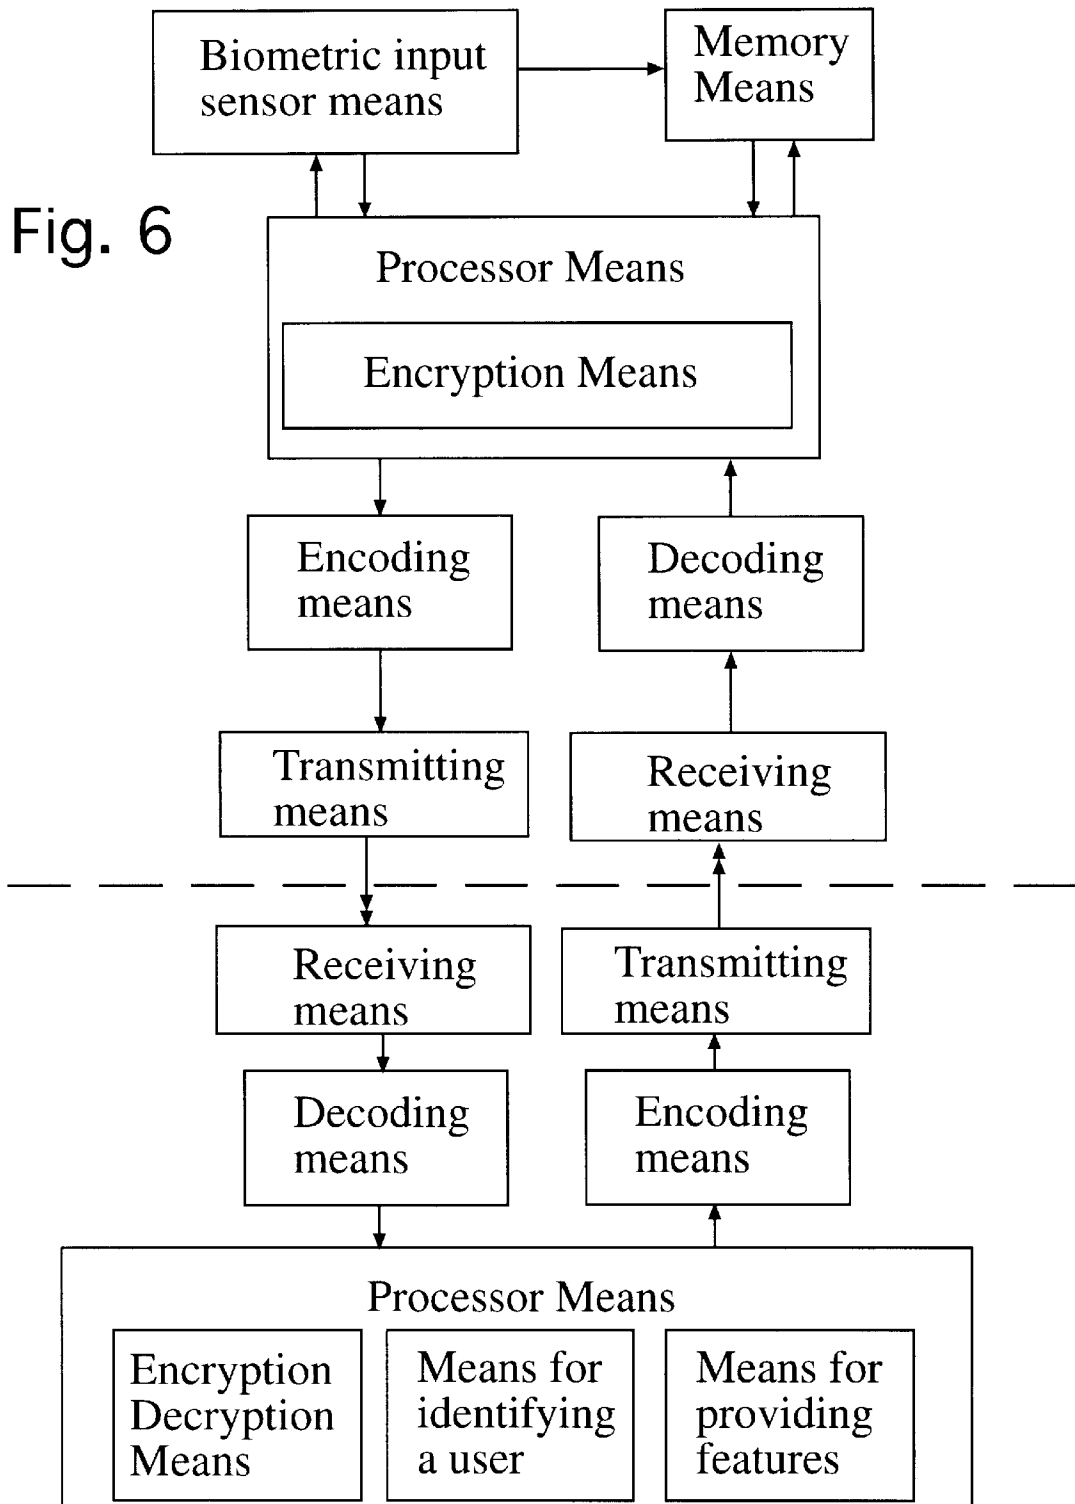 Biometric input
sensor means
Memory
Means
Fig. 6
Processor Means
Encryption Means
Encoding
means
Decoding
means
Transmitting
means
Receiving
means
Receiving
means
Transmitting
means
Decoding
means
Encoding
means
Processor Means
Encryption
Decryption
Means
Means for
identifying
a user
Means for
providing
features